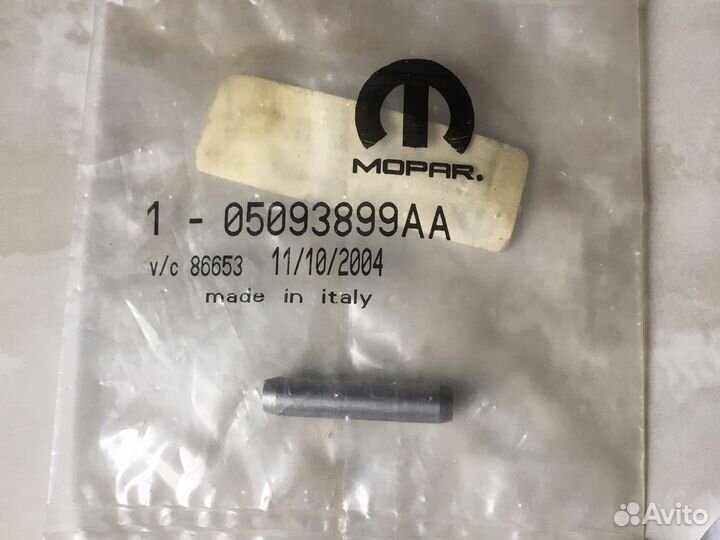 MOPAR.
1 - 05093899AA
v/c 86653 11/10/2004
made in italy
Avito